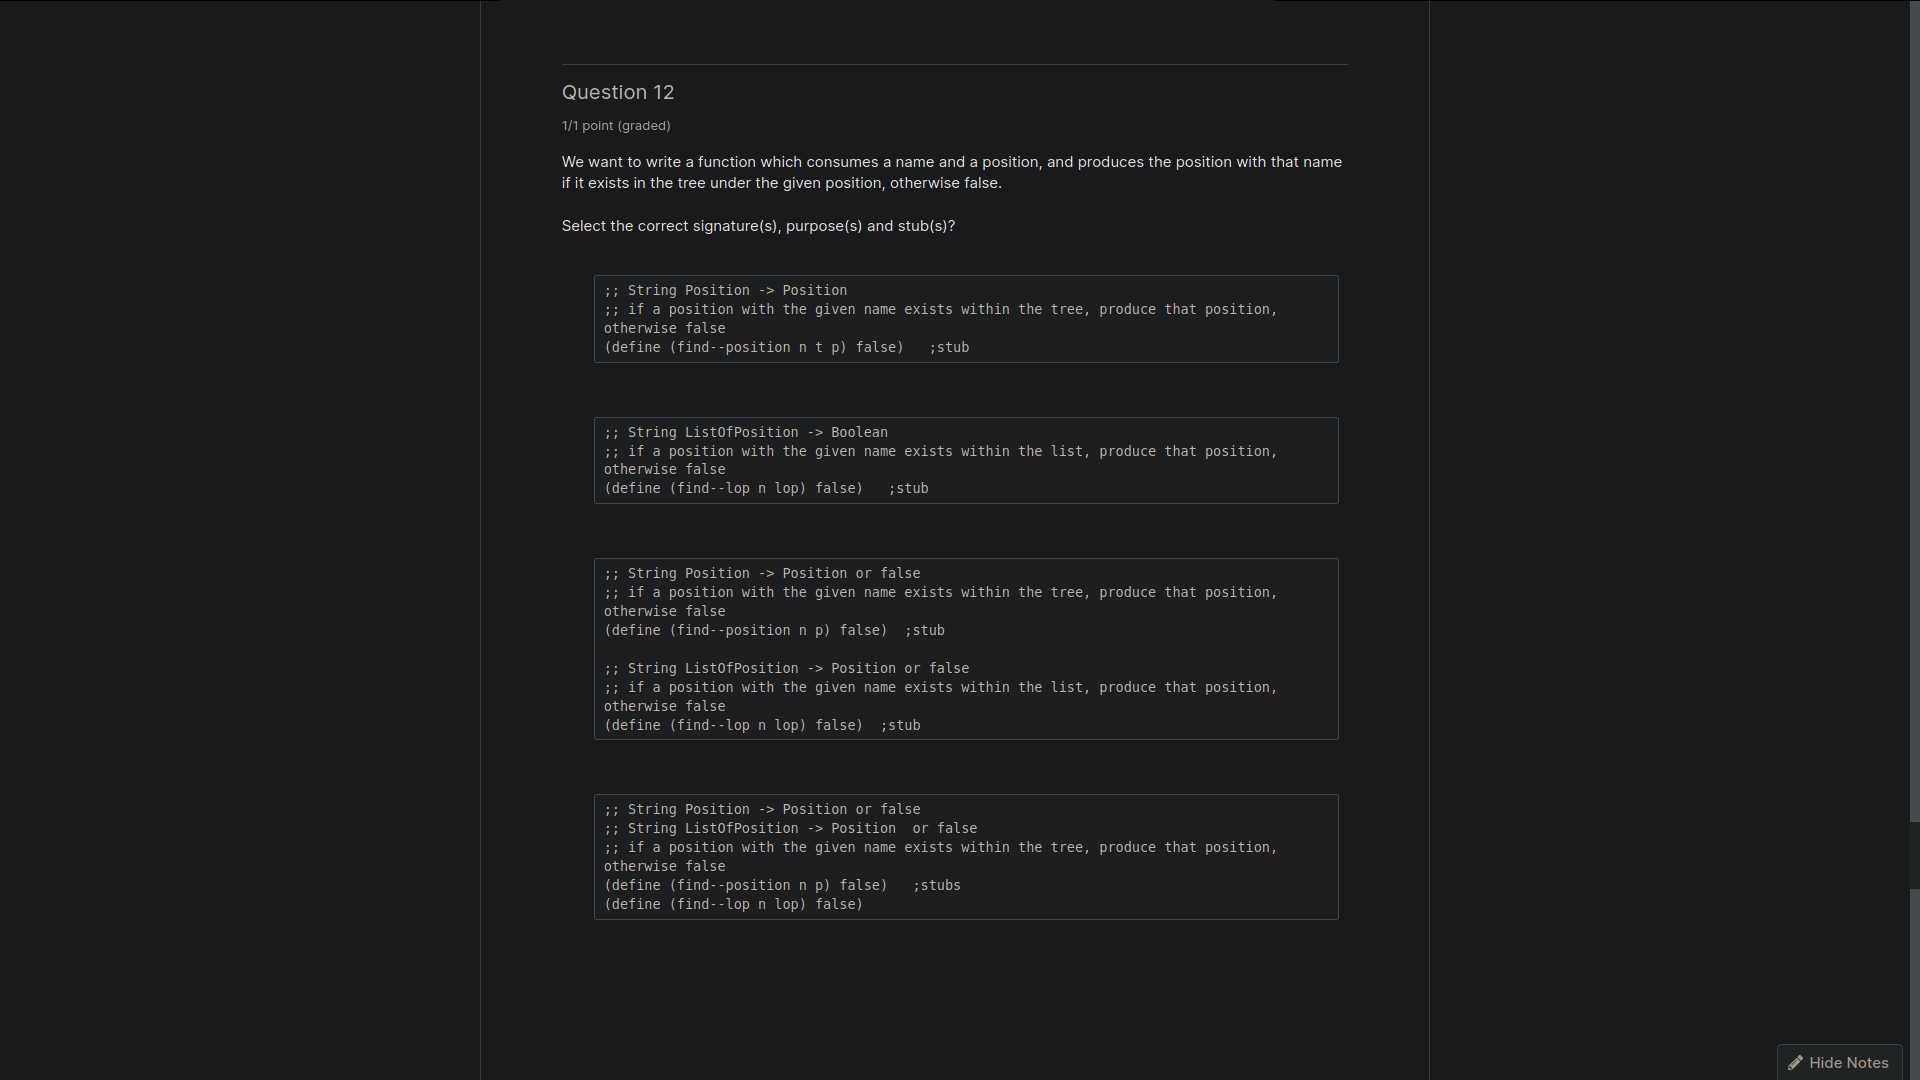 Question 12
1/1 point (graded)
We want to write a function which consumes a name and a position, and produces the position with that name
if it exists in the tree under the given position, otherwise false.
Select the correct signature(s), purpose(s) and stub(s)?
;; String Position -> Position
;; if a position with the given name exists within the tree, produce that position,
otherwise false
(define (find--position n t p) false)   ;stub
;; String ListOfPosition -> Boolean
;; if a position with the given name exists within the list, produce that position,
otherwise false
(define (find--lop n lop) false)   ;stub
;; String Position -> Position or false
;; if a position with the given name exists within the tree, produce that position,
otherwise false
(define (find--position n p) false)  ;stub
;; String ListOfPosition -> Position or false
;; if a position with the given name exists within the list, produce that position,
otherwise false
(define (find--lop n lop) false)  ;stub
;; String Position -> Position or false
;; String ListOfPosition -> Position  or false
;; if a position with the given name exists within the tree, produce that position,
otherwise false
(define (find--position n p) false)   ;stubs
(define (find--lop n lop) false)
Hide Notes